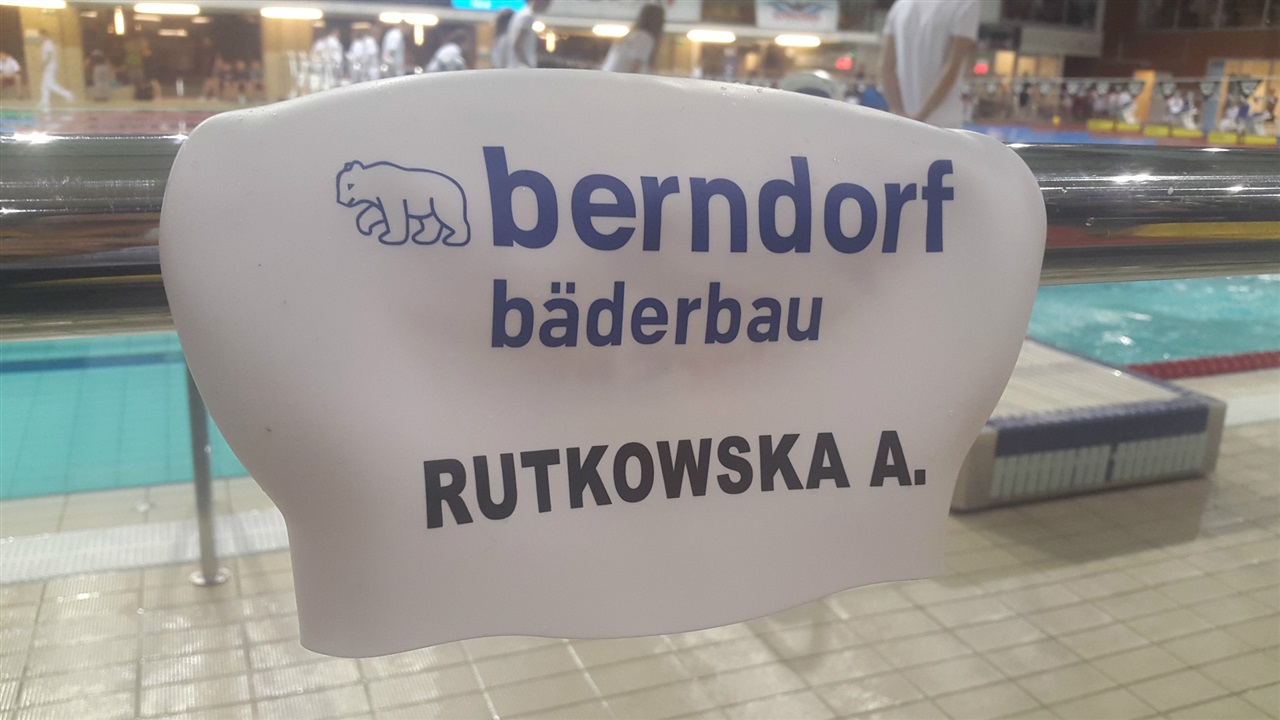 berndorf
bäderbau
RUTKOWSKA A.